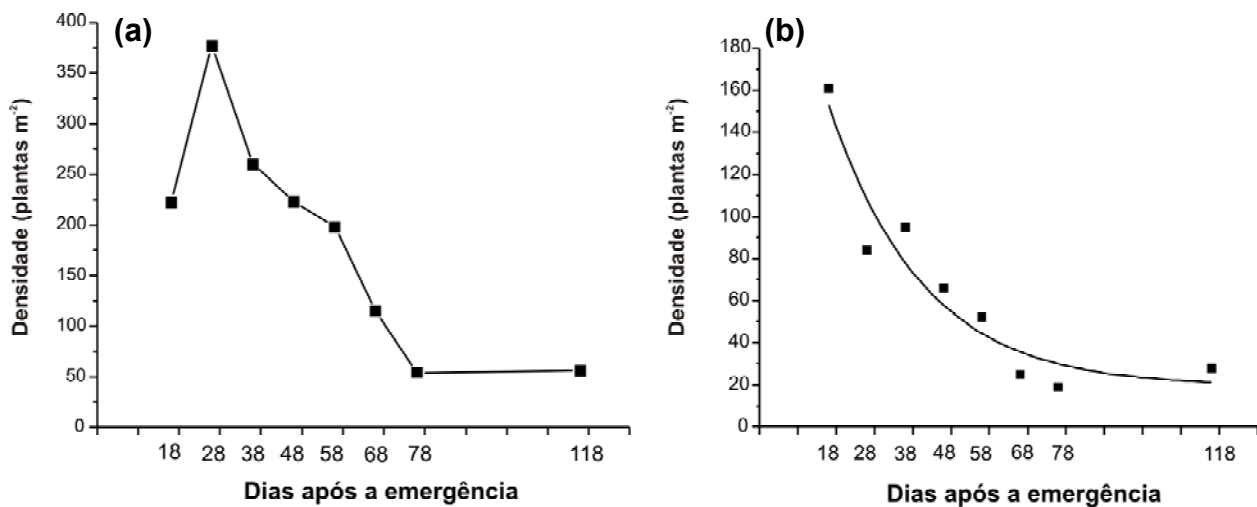 (a)
Densidade (plantas m⁻²)
400
350
300
250
200
150
100
50
0
18 28 38 48 58 68 78 118
Dias após a emergência
(b)
Densidade (plantas m⁻²)
180
160
140
120
100
80
60
40
20
0
18 28 38 48 58 68 78 118
Dias após a emergência